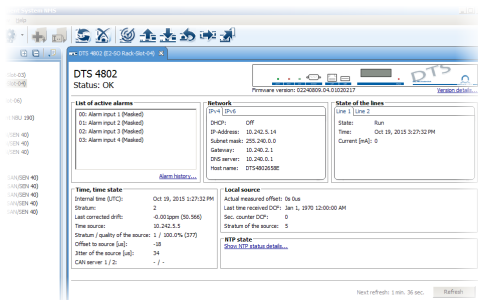 DTS 4802 (E2-SO-Rack-Slot-04)
DTS 4802
Status: OK
DTS
Firmware version: 02240809.04.01020217
Version details...
List of active alarms
00: Alarm input 1 (Masked)
01: Alarm input 2 (Masked)
02: Alarm input 3 (Masked)
03: Alarm input 4 (Masked)
Alarm history...
Network
IPv4 IPv6
DHCP: Off
IP-Address: 10.242.5.14
Subnet mask: 255.240.0.0
Gateway: 10.240.2.1
DNS server: 10.240.0.1
Host name: DTS4802658E
State of the lines
Line 1 Line 2
State: Run
Time: Oct 19, 2015 3:27:32 PM
Current [mA]: 0
Time, time state
Internal time (UTC): Oct 19, 2015 1:27:32 PM
Stratum: 2
Last corrected drift: -0.001ppm (50.566)
Time source: 10.242.5.5
Stratum / quality of the source: 1 / 100.0% (377)
Offset to source [us]: -18
Jitter of the source [us]: 34
CAN server 1 / 2: - / -
Local source
Actual measured offset: 0s 0us
Last time received DCF: Jan 1, 1970 12:00:00 AM
Sec. counter DCF: 0
Stratum of the source: 5
NTP state
Show NTP status details...
Next refresh: 1 min. 36 sec.
Refresh